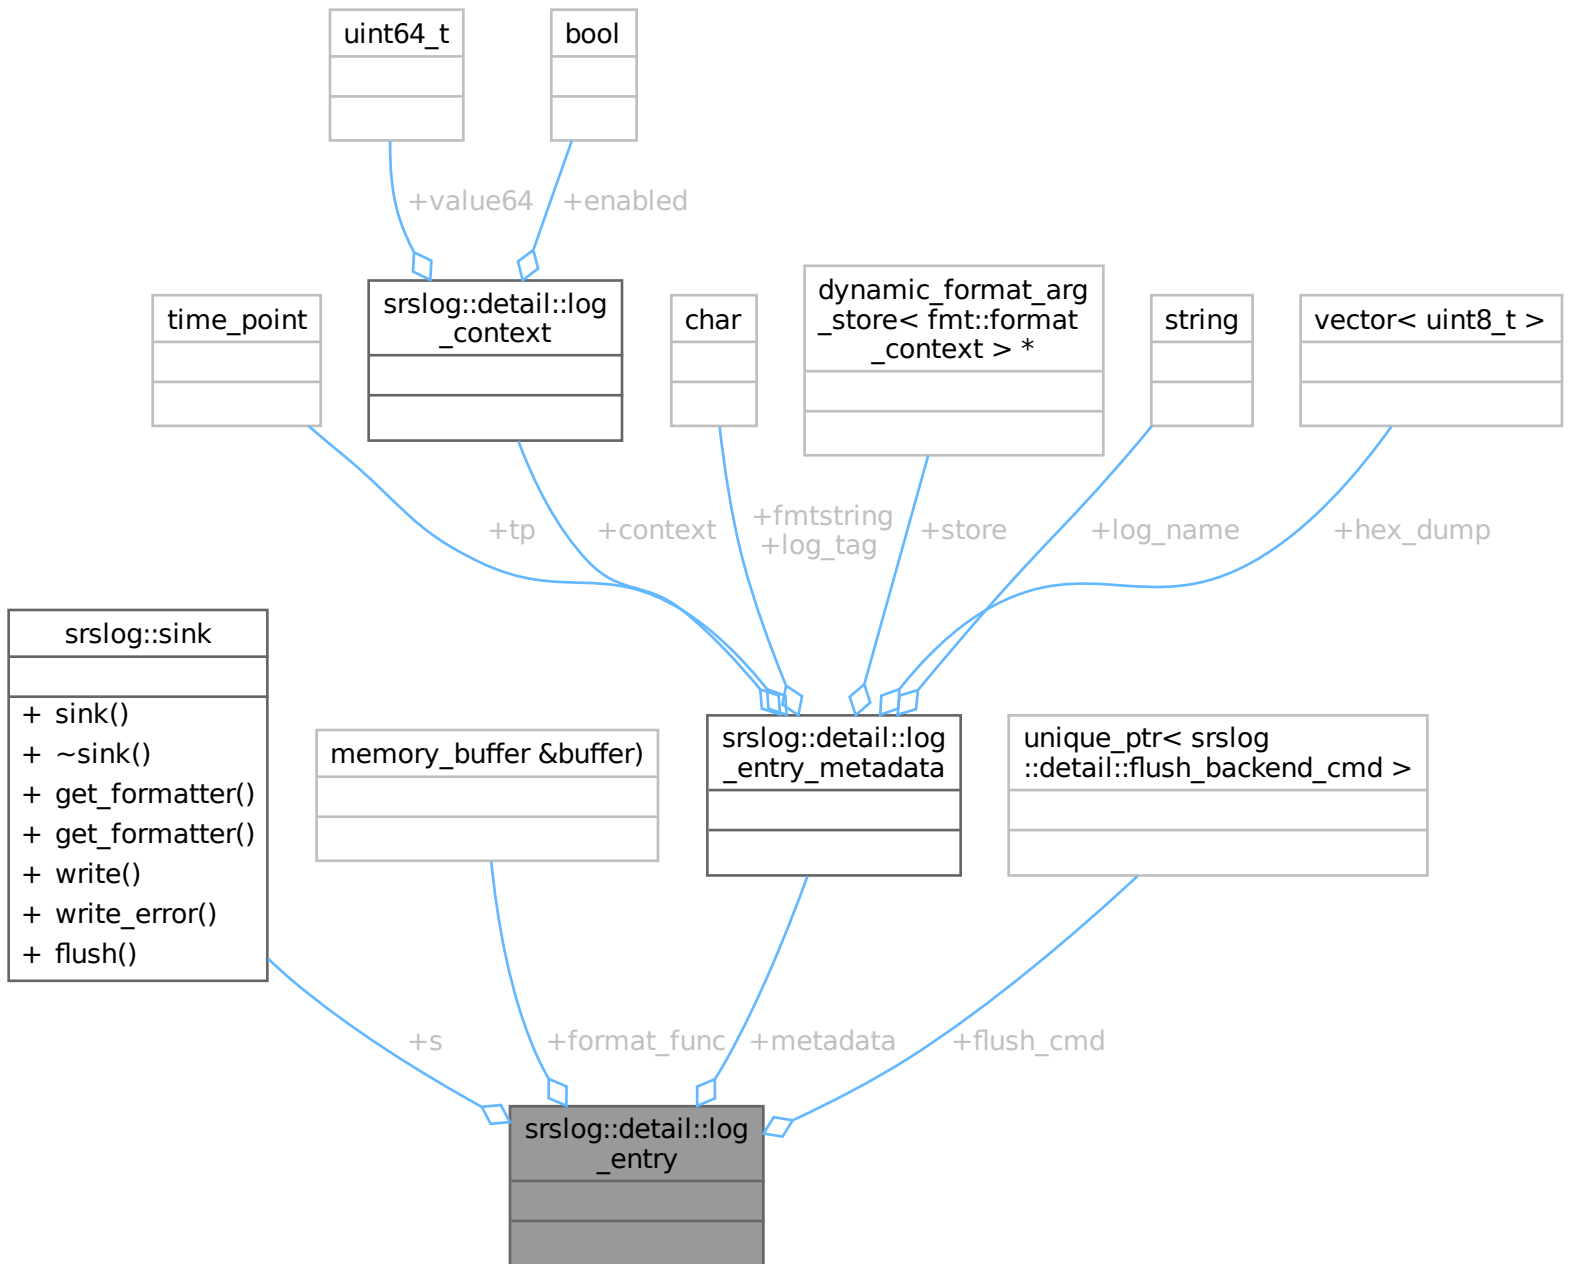 uint64_t
bool
+value64
+enabled
srslog::detail::log
_context
time_point
char
dynamic_format_arg
_store< fmt::format
_context > *
string
vector< uint8_t >
+tp
+context
+fmtstring
+log_tag
+store
+log_name
+hex_dump
srslog::sink
+ sink()
+ ~sink()
+ get_formatter()
+ get_formatter()
+ write()
+ write_error()
+ flush()
memory_buffer &buffer)
srslog::detail::log
_entry_metadata
unique_ptr< srslog
::detail::flush_backend_cmd >
+s
+format_func
+metadata
+flush_cmd
srslog::detail::log
_entry